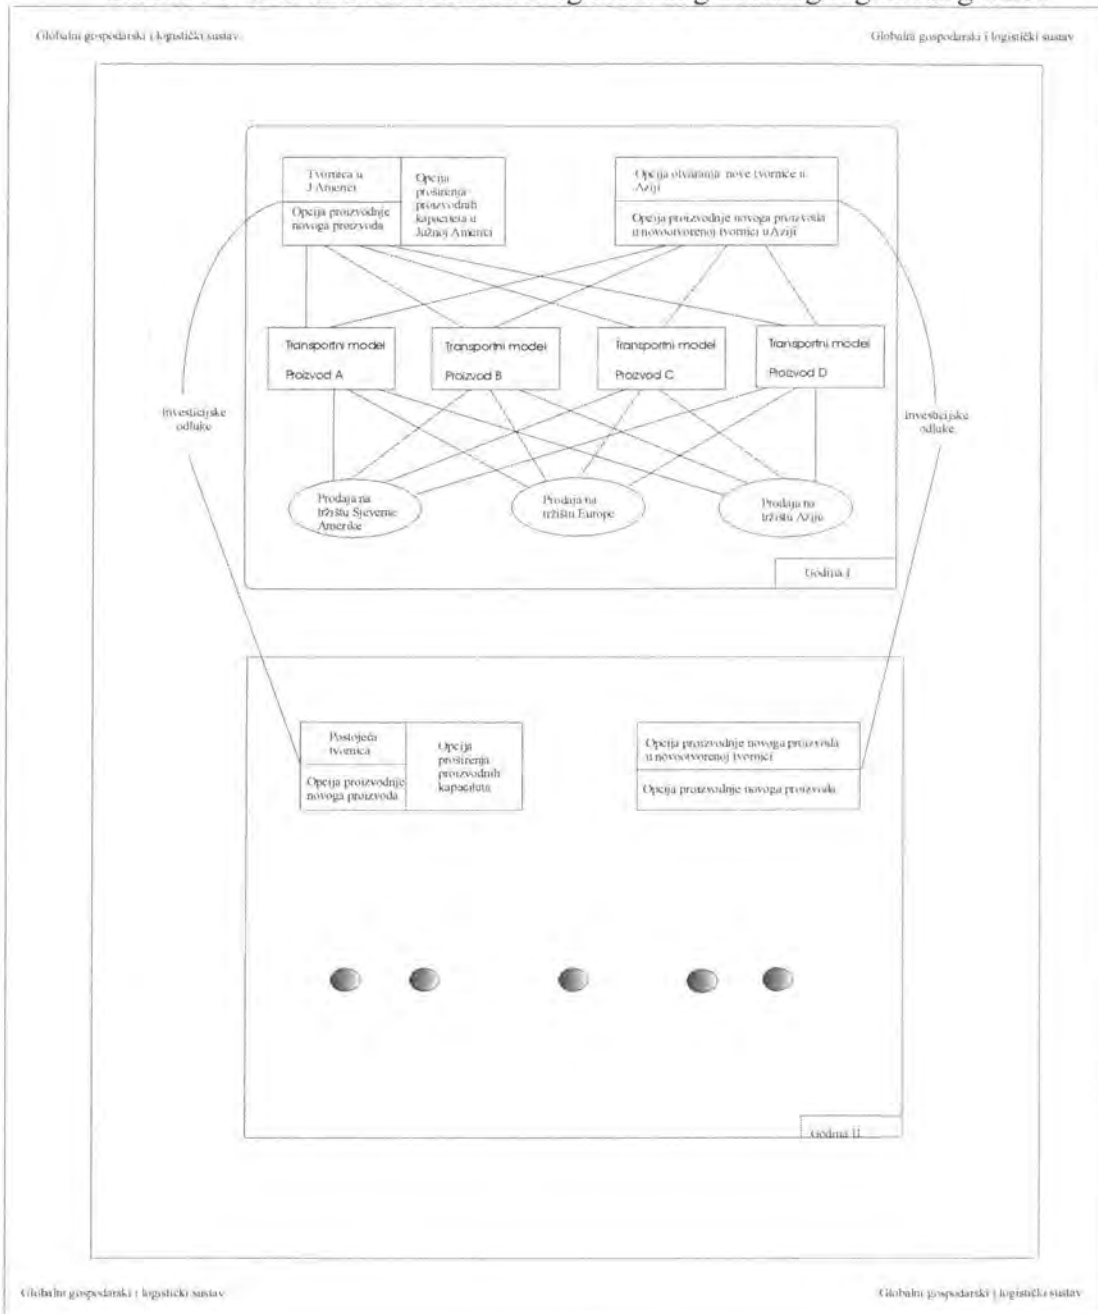 Globalni gospodarski i logistički sustav
Globalni gospodarski i logistički sustav
Tvornica u
J.Americi
Opcija proizvodnje
novoga proizvoda
Opcija
proširenja
proizvodnih
kapaciteta u
Južnoj Americi
Opcija otvaranja nove tvornice u
Aziji
Opcija proizvodnje novoga proizvoda
u novootvorenoj tvornici u Aziji
Transportni model
Proizvod A
Transportni model
Proizvod B
Transportni model
Proizvod C
Transportni model
Proizvod D
Investicijske
odluke
Investicijske
odluke
Prodaja na
tržištu Sjeverne
Amerike
Prodaja na
tržištu Europe
Prodaja na
tržištu Azije
Godina I
Postojeća
tvornica
Opcija proizvodnje
novoga proizvoda
Opcija
proširenja
proizvodnih
kapaciteta
Opcija proizvodnje novoga proizvoda
u novootvorenoj tvornici
Opcija proizvodnje novoga proizvoda
Godina II
Globalni gospodarski i logistički sustav
Globalni gospodarski i logistički sustav